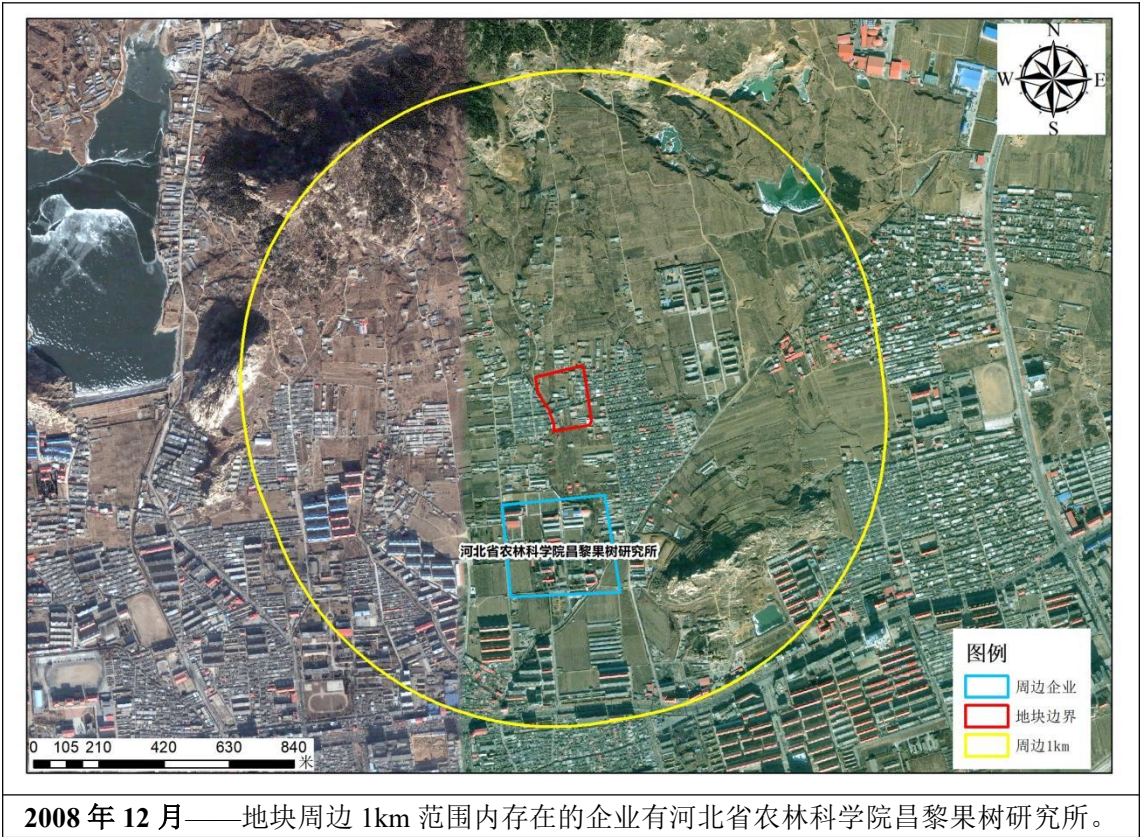 N
W E
S
河北省农林科学院昌黎果树研究所
图例
周边企业
地块边界
周边1km
0 105 210 420 630 840
米
2008 年 12 月——地块周边 1km 范围内存在的企业有河北省农林科学院昌黎果树研究所。